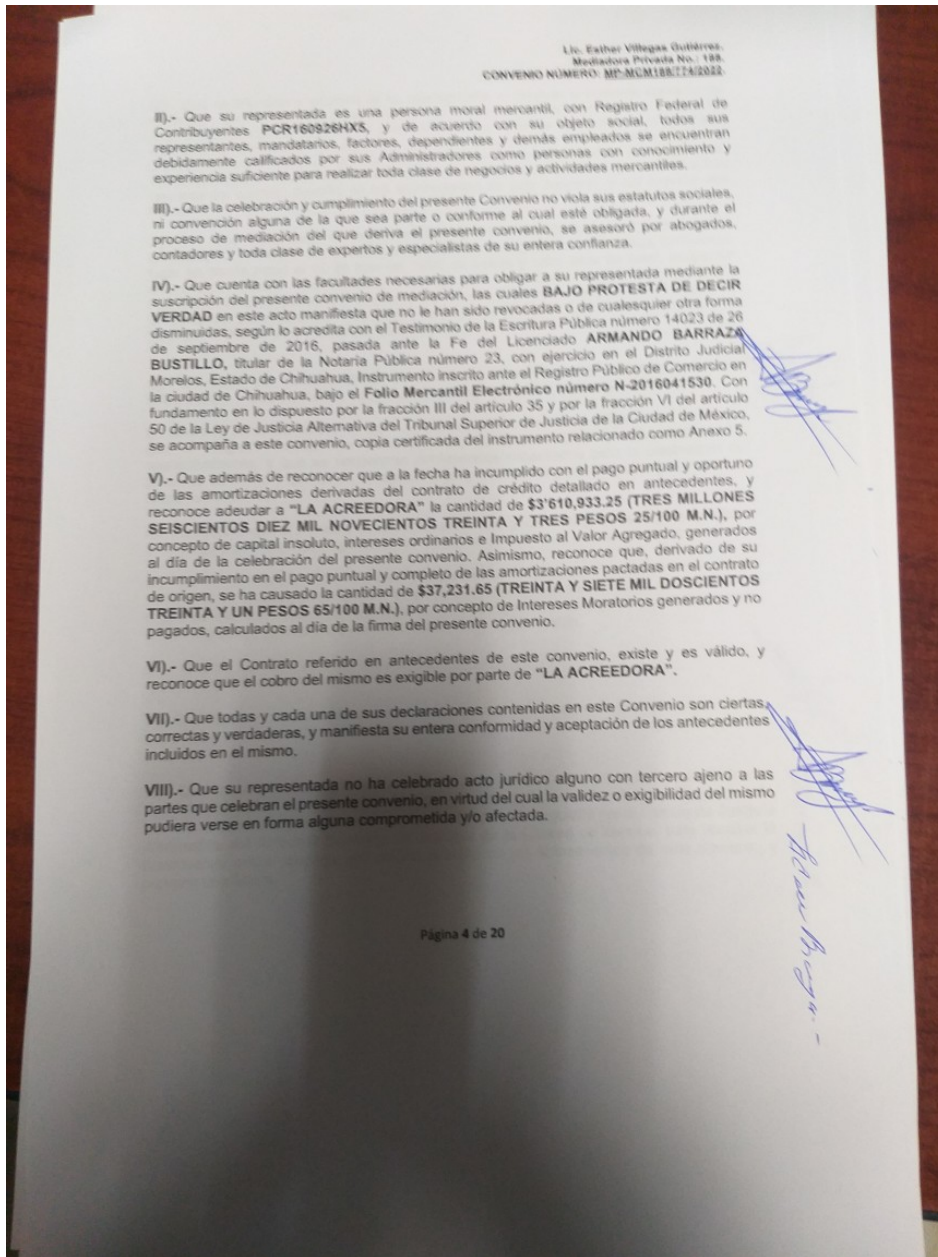 Lic. Esther Villegas Gutiérrez.
Mediadora Privada No.: 188.
CONVENIO NÚMERO: MP-MCM188/774/2022.
II).- Que su representada es una persona moral mercantil, con Registro Federal de
Contribuyentes PCR160926HX5, y de acuerdo con su objeto social, todos sus
representantes, mandatarios, factores, dependientes y demás empleados se encuentran
debidamente calificados por sus Administradores como personas con conocimiento y
experiencia suficiente para realizar toda clase de negocios y actividades mercantiles.
III).- Que la celebración y cumplimiento del presente Convenio no viola sus estatutos sociales,
ni convención alguna de la que sea parte o conforme al cual esté obligada, y durante el
proceso de mediación del que deriva el presente convenio, se asesoró por abogados,
contadores y toda clase de expertos y especialistas de su entera confianza.
IV).- Que cuenta con las facultades necesarias para obligar a su representada mediante la
suscripción del presente convenio de mediación, las cuales BAJO PROTESTA DE DECIR
VERDAD en este acto manifiesta que no le han sido revocadas o de cualesquier otra forma
disminuidas, según lo acredita con el Testimonio de la Escritura Pública número 14023 de 26
de septiembre de 2016, pasada ante la Fe del Licenciado ARMANDO BARRAZA
BUSTILLO, titular de la Notaría Pública número 23, con ejercicio en el Distrito Judicial
Morelos, Estado de Chihuahua, Instrumento inscrito ante el Registro Público de Comercio en
la ciudad de Chihuahua, bajo el Folio Mercantil Electrónico número N-2016041530. Con
fundamento en lo dispuesto por la fracción III del artículo 35 y por la fracción VI del artículo
50 de la Ley de Justicia Alternativa del Tribunal Superior de Justicia de la Ciudad de México,
se acompaña a este convenio, copia certificada del instrumento relacionado como Anexo 5.
V).- Que además de reconocer que a la fecha ha incumplido con el pago puntual y oportuno
de las amortizaciones derivadas del contrato de crédito detallado en antecedentes, y
reconoce adeudar a “LA ACREEDORA” la cantidad de $3’610,933.25 (TRES MILLONES
SEISCIENTOS DIEZ MIL NOVECIENTOS TREINTA Y TRES PESOS 25/100 M.N.), por
concepto de capital insoluto, intereses ordinarios e Impuesto al Valor Agregado, generados
al día de la celebración del presente convenio. Asimismo, reconoce que, derivado de su
incumplimiento en el pago puntual y completo de las amortizaciones pactadas en el contrato
de origen, se ha causado la cantidad de $37,231.65 (TREINTA Y SIETE MIL DOSCIENTOS
TREINTA Y UN PESOS 65/100 M.N.), por concepto de Intereses Moratorios generados y no
pagados, calculados al día de la firma del presente convenio.
VI).- Que el Contrato referido en antecedentes de este convenio, existe y es válido, y
reconoce que el cobro del mismo es exigible por parte de “LA ACREEDORA”.
VII).- Que todas y cada una de sus declaraciones contenidas en este Convenio son ciertas,
correctas y verdaderas, y manifiesta su entera conformidad y aceptación de los antecedentes
incluidos en el mismo.
VIII).- Que su representada no ha celebrado acto jurídico alguno con tercero ajeno a las
partes que celebran el presente convenio, en virtud del cual la validez o exigibilidad del mismo
pudiera verse en forma alguna comprometida y/o afectada.
Página 4 de 20